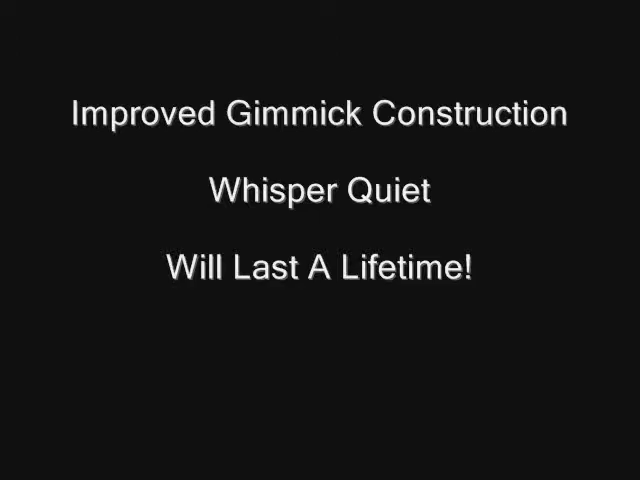 Improved Gimmick Construction
Whisper Quiet
Will Last A Lifetime!